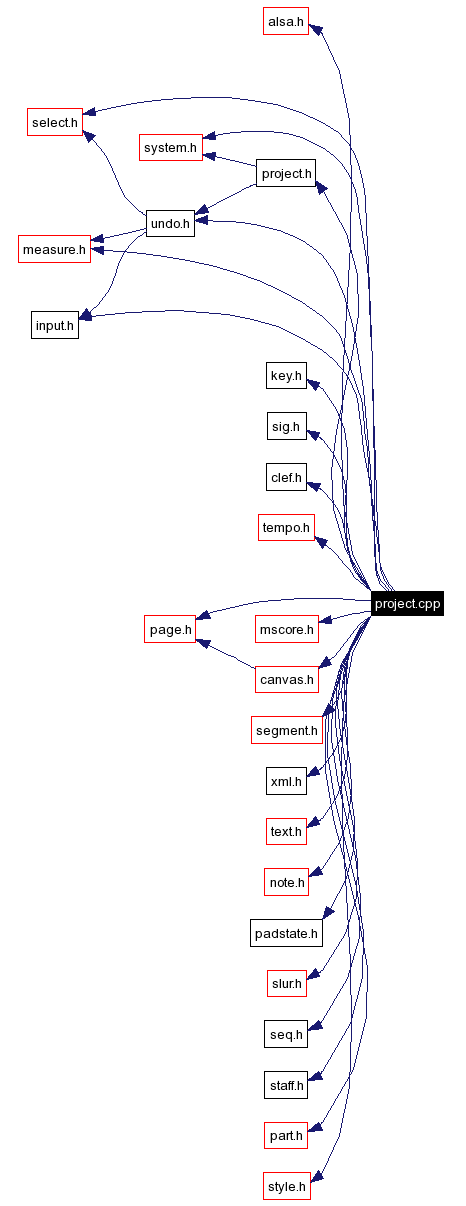 alsa.h
select.h
system.h
project.h
undo.h
measure.h
input.h
key.h
sig.h
clef.h
tempo.h
project.cpp
page.h
mscore.h
canvas.h
segment.h
xml.h
text.h
note.h
padstate.h
slur.h
seq.h
staff.h
part.h
style.h